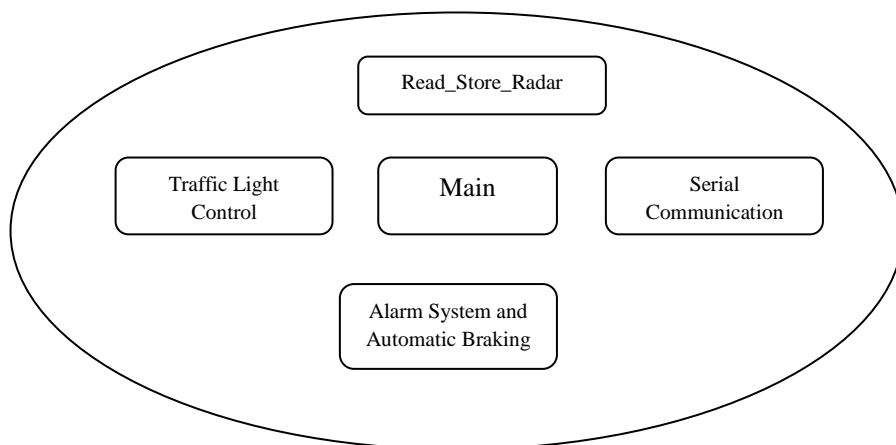 Read_Store_Radar
Traffic Light
Control
Main
Serial
Communication
Alarm System and
Automatic Braking